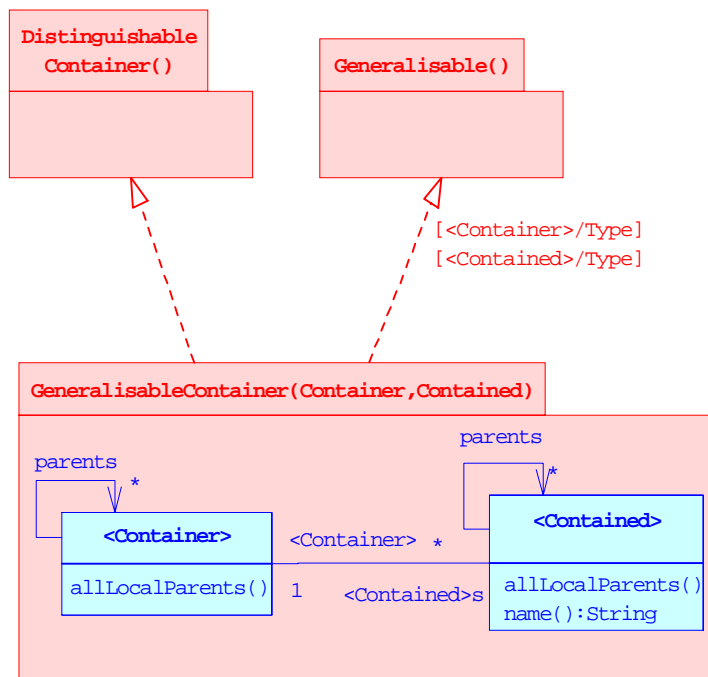 Distinguishable
Container()
Generalisable()
[<Container>/Type]
[<Contained>/Type]
GeneralisableContainer(Container,Contained)
parents
*
<Container>
allLocalParents()
<Container>
*
1
<Contained>s
parents
*
<Contained>
allLocalParents()
name():String